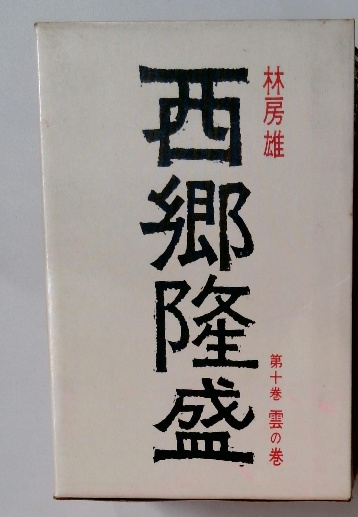 林房雄
西郷隆盛
第十巻 雲の巻